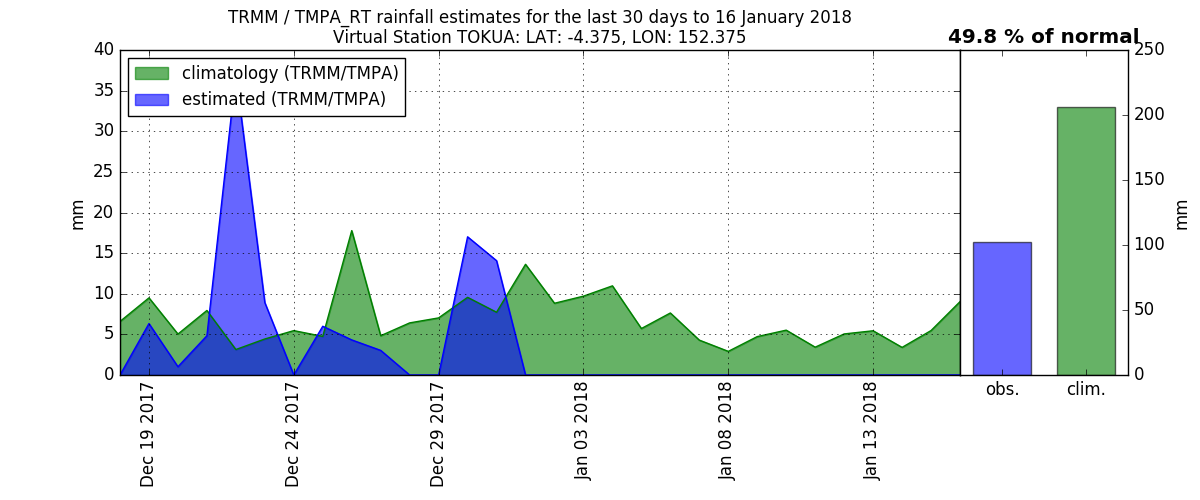 TRMM / TMPA_RT rainfall estimates for the last 30 days to 16 January 2018
Virtual Station TOKUA: LAT: -4.375, LON: 152.375
49.8 % of normal
climatology (TRMM/TMPA)
estimated (TRMM/TMPA)
40
35
30
25
20
15
10
5
0
mm
Dec 19 2017
Dec 24 2017
Dec 29 2017
Jan 03 2018
Jan 08 2018
Jan 13 2018
250
200
150
100
50
0
mm
obs.
clim.